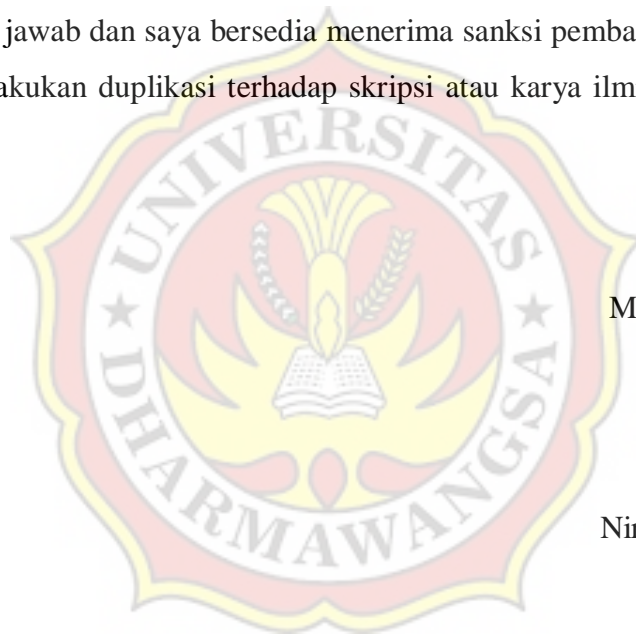 jawab dan saya bersedia menerima sanksi pemba
akukan duplikasi terhadap skripsi atau karya ilm
UNIVERSITAS
DHARMAWANGSA
M
Nin